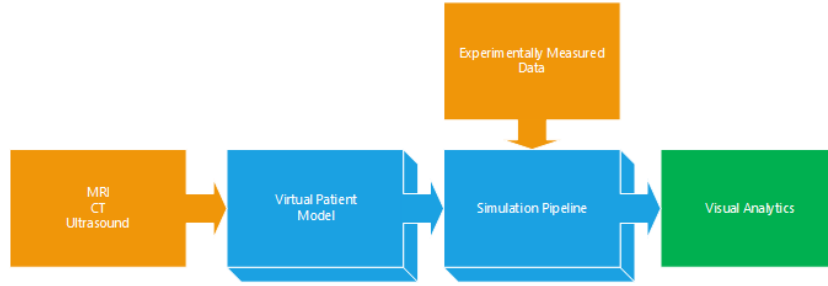 Experimentally Measured
Data
MRI
CT
Ultrasound
Virtual Patient
Model
Simulation Pipeline
Visual Analytics